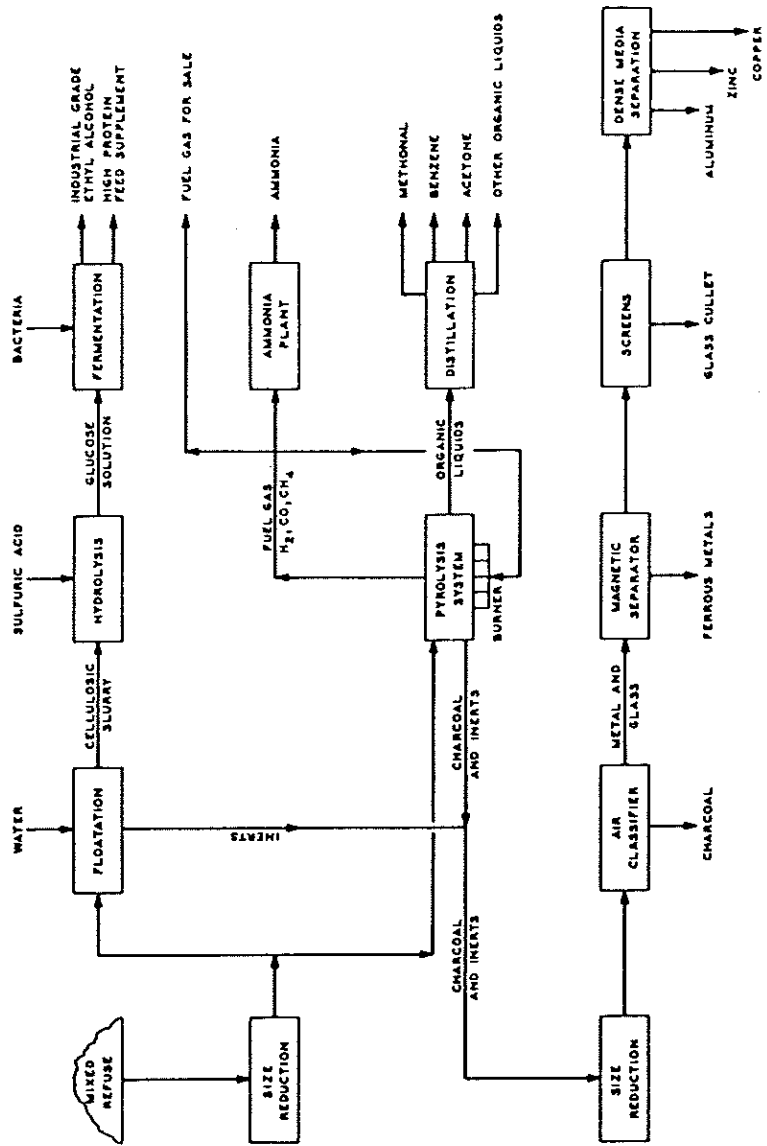 MIXED
REFUSE
SIZE
REDUCTION
WATER
FLOATATION
CELLULOSIC
SLURRY
SULFURIC ACID
HYDROLYSIS
GLUCOSE
SOLUTION
BACTERIA
FERMENTATION
INDUSTRIAL GRADE
ETHYL ALCOHOL
HIGH PROTEIN
FEED SUPPLEMENT
INERTS
FUEL GAS FOR SALE
FUEL GAS
H2, CO, CH4
AMMONIA
PLANT
AMMONIA
PYROLYSIS
SYSTEM
BURNER
ORGANIC
LIQUIDS
DISTILLATION
METHONAL
BENZENE
ACETONE
OTHER ORGANIC LIQUIDS
CHARCOAL
AND INERTS
CHARCOAL
AND INERTS
SIZE
REDUCTION
AIR
CLASSIFIER
CHARCOAL
METAL AND
GLASS
MAGNETIC
SEPARATOR
FERROUS METALS
SCREENS
GLASS CULLET
DENSE MEDIA
SEPARATION
ALUMINUM
ZINC
COPPER